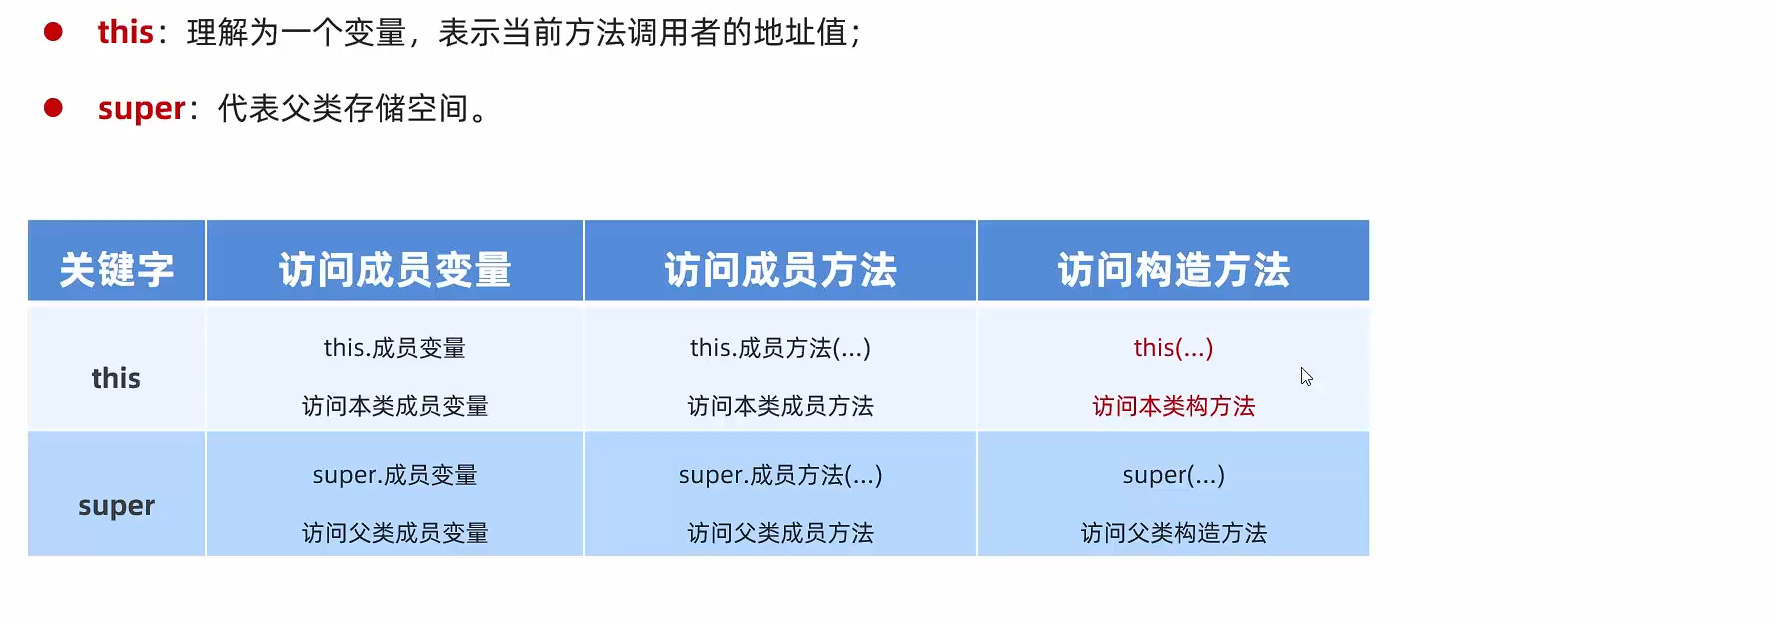 this：理解为一个变量，表示当前方法调用者的地址值；
super：代表父类存储空间。
关键字 访问成员变量 访问成员方法 访问构造方法
this
this.成员变量
访问本类成员变量
this.成员方法(...)
访问本类成员方法
this(...)
访问本类构方法
super
super.成员变量
访问父类成员变量
super.成员方法(...)
访问父类成员方法
super(...)
访问父类构造方法